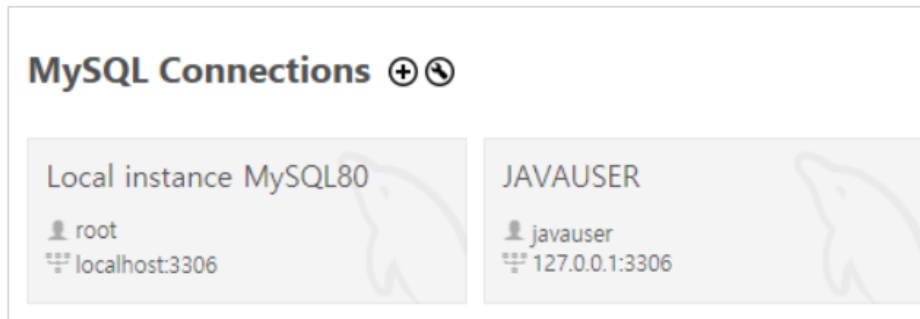 MySQL Connections
Local instance MySQL80
root
localhost:3306
JAVAUSER
javauser
127.0.0.1:3306